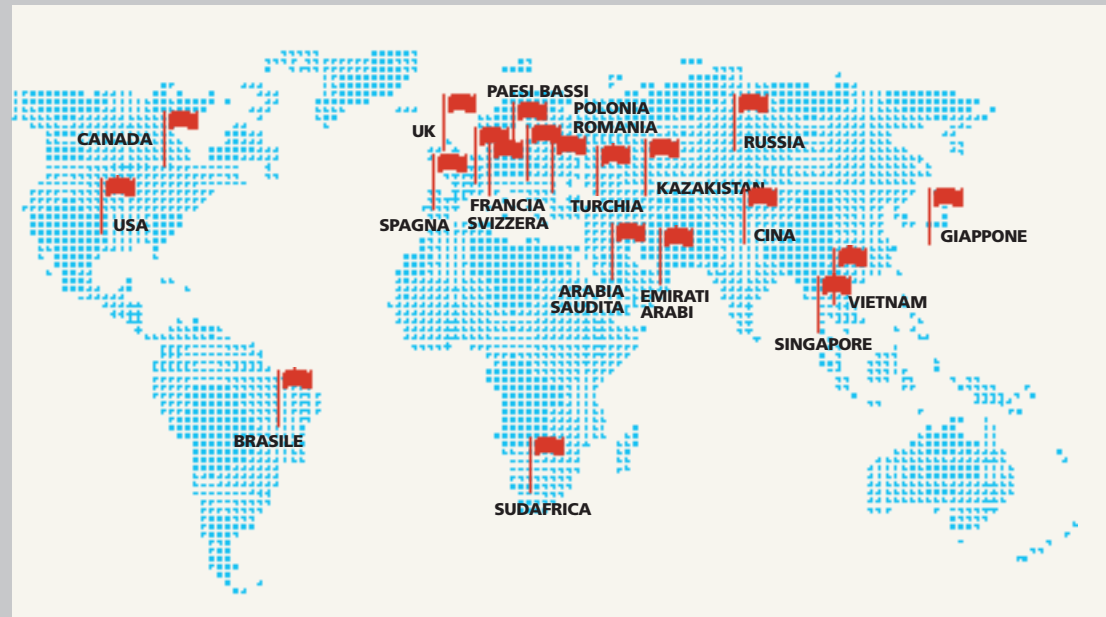 PAESI BASSI
POLONIA
CANADA
UK
ROMANIA
RUSSIA
KAZAKISTAN
FRANCIA
TURCHIA
USA
SPAGNA
SVIZZERA
CINA
GIAPPONE
ARABIA
SAUDITA
EMIRATI
ARABI
VIETNAM
SINGAPORE
BRASILE
SUDAFRICA